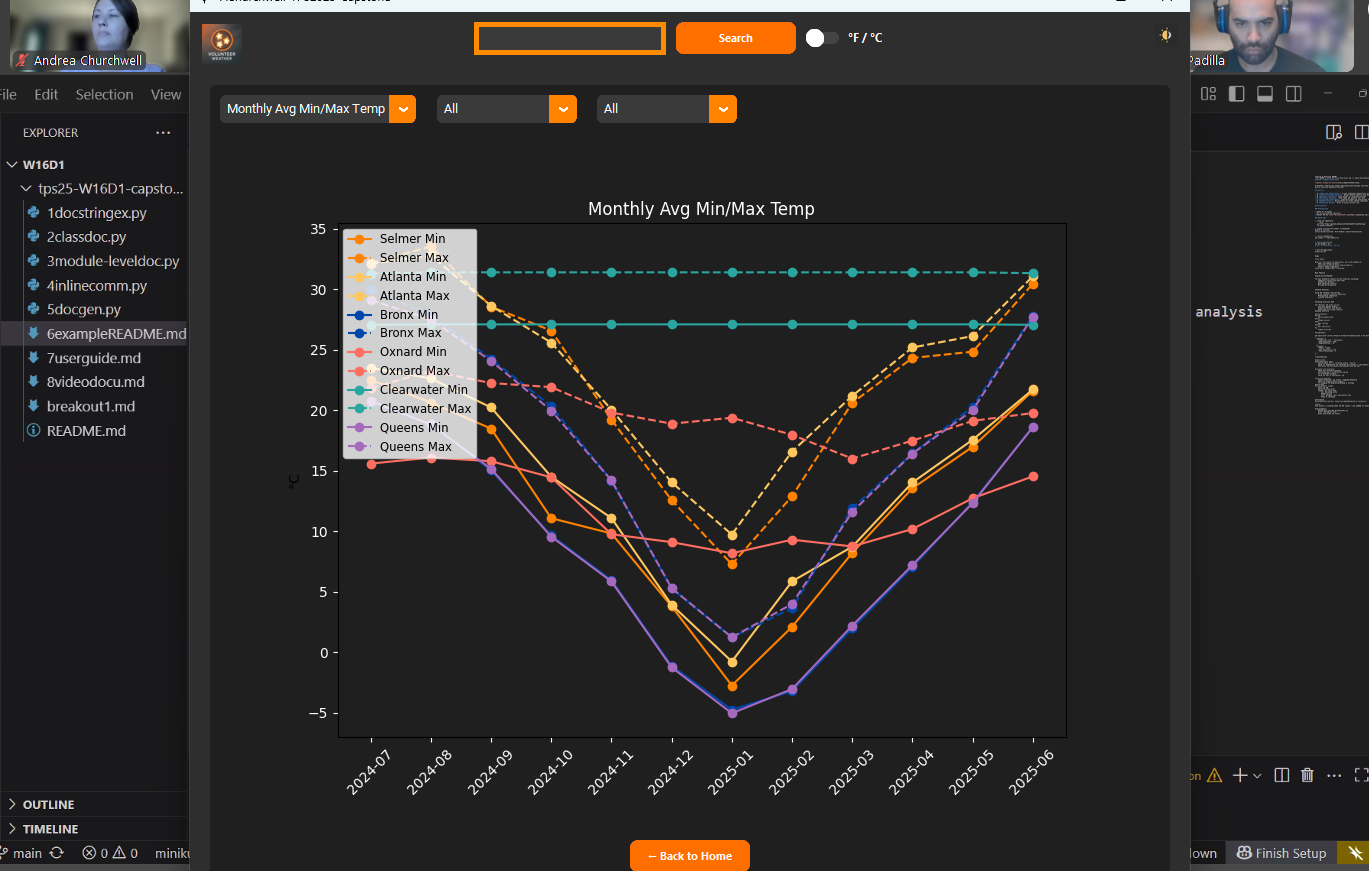 Andrea Churchwell
VOLUNTEER
WEATHER
Search
°F / °C
Padilla
File Edit Selection View
Monthly Avg Min/Max Temp
All
All
EXPLORER
W16D1
tps25-W16D1-capsto...
1docstringex.py
2classdoc.py
3module-leveldoc.py
4inlinecomm.py
5docgen.py
6exampleREADME.md
7userguide.md
8videodocu.md
breakout1.md
README.md
OUTLINE
TIMELINE
main
0
0
Monthly Avg Min/Max Temp
35
30
25
20
15
10
5
0
−5
°C
Selmer Min
Selmer Max
Atlanta Min
Atlanta Max
Bronx Min
Bronx Max
Oxnard Min
Oxnard Max
Clearwater Min
Clearwater Max
Queens Min
Queens Max
2024-07
2024-08
2024-09
2024-10
2024-11
2024-12
2025-01
2025-02
2025-03
2025-04
2025-05
2025-06
← Back to Home
analysis
Finish Setup